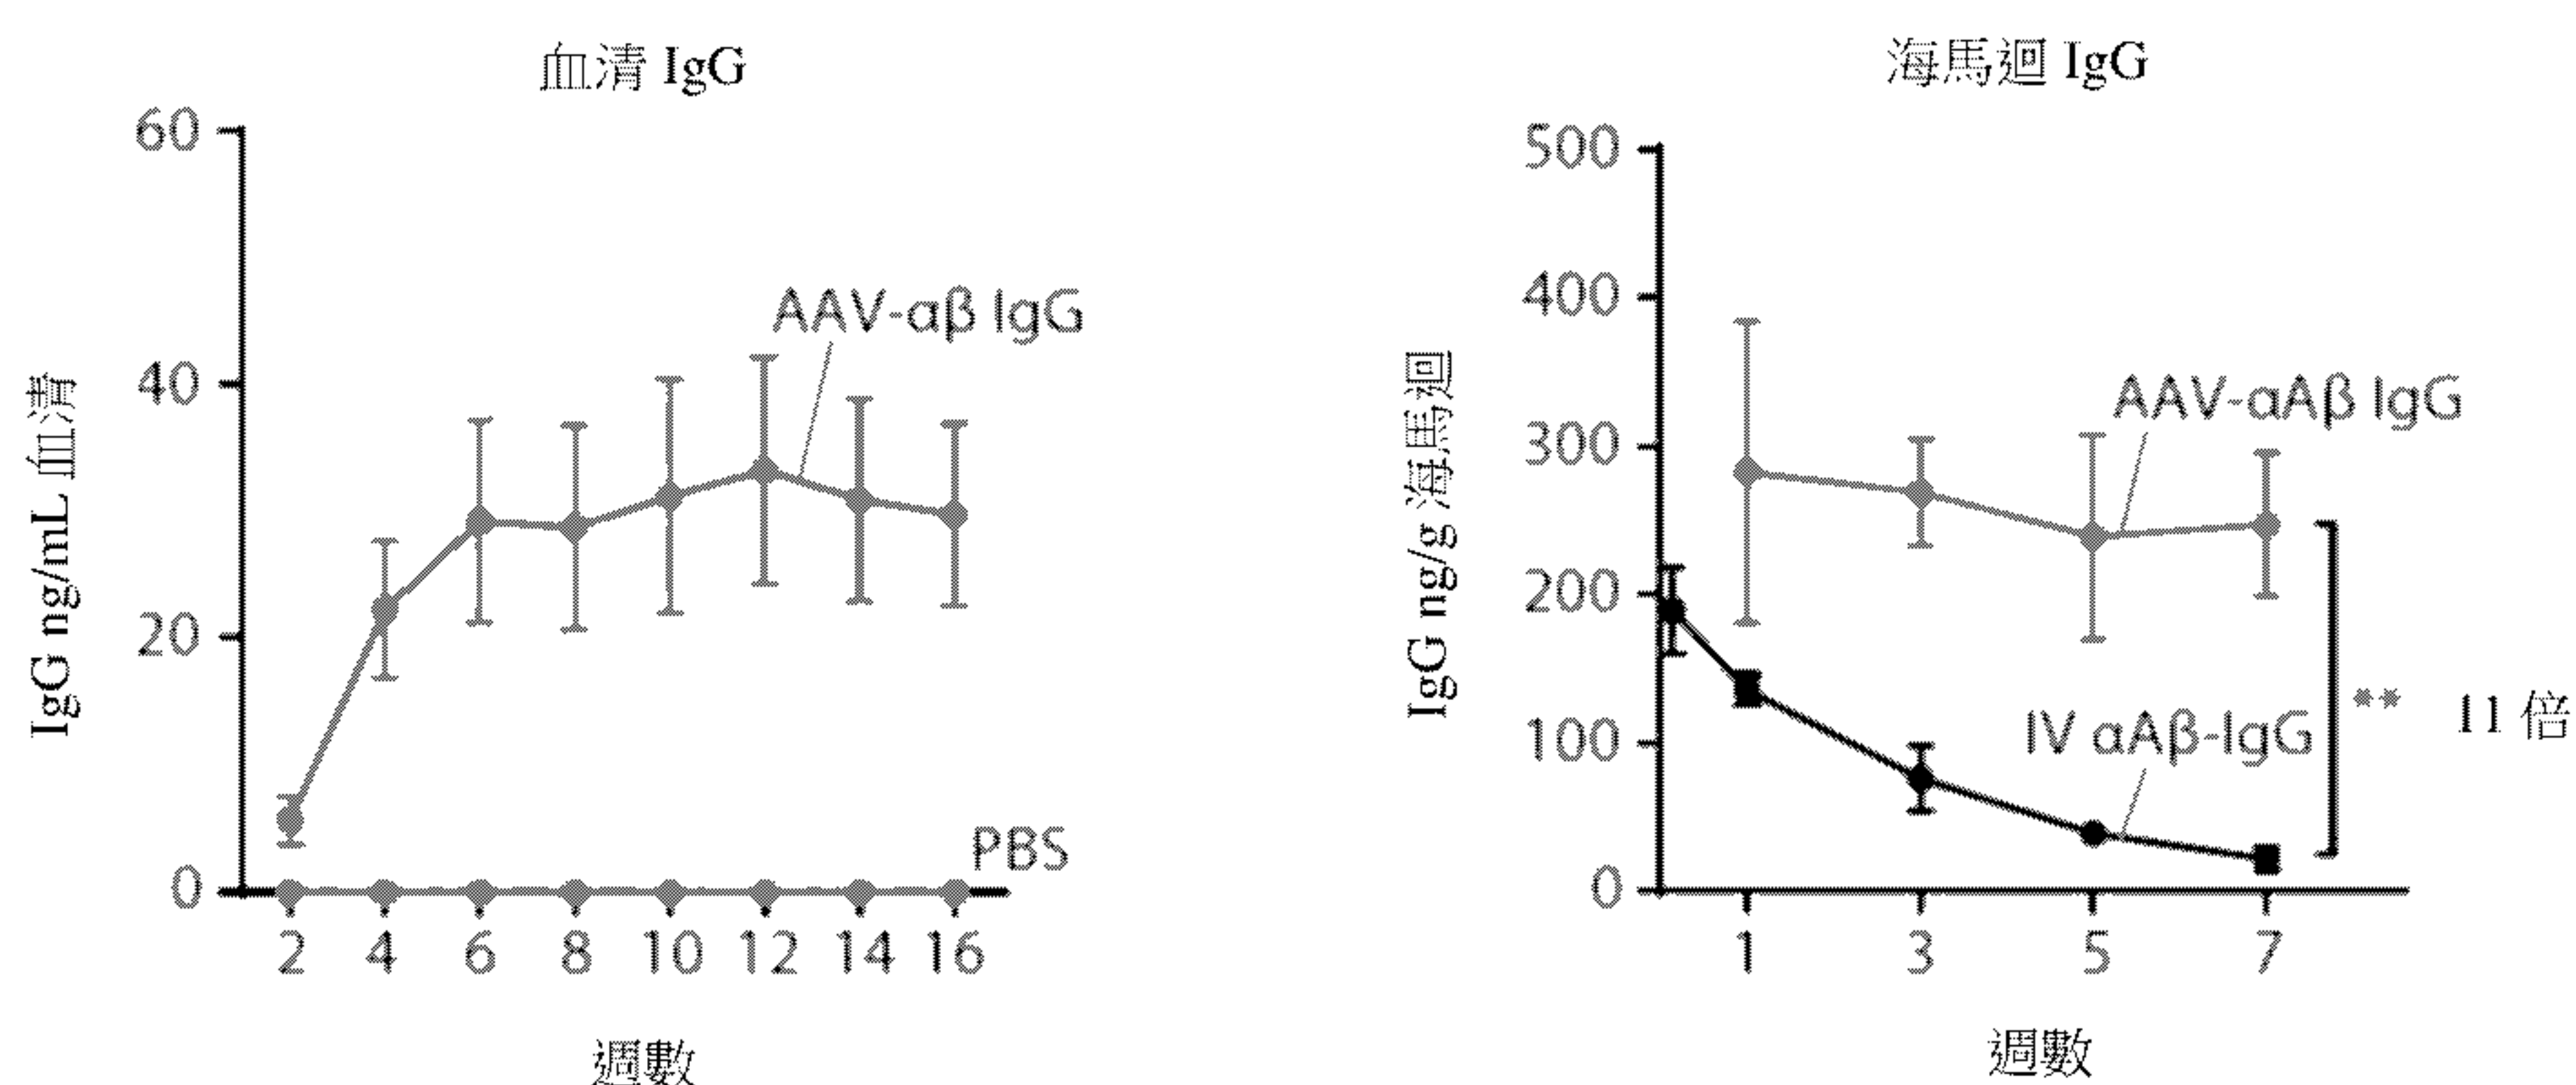 血清 IgG
IgG ng/mL 血清
60
40
20
0
AAV-αβ IgG
PBS
2 4 6 8 10 12 14 16
週數
海馬迴 IgG
IgG ng/g 海馬迴
500
400
300
200
100
0
AAV-αAβ IgG
IV αAβ-IgG
** 11 倍
1 3 5 7
週數